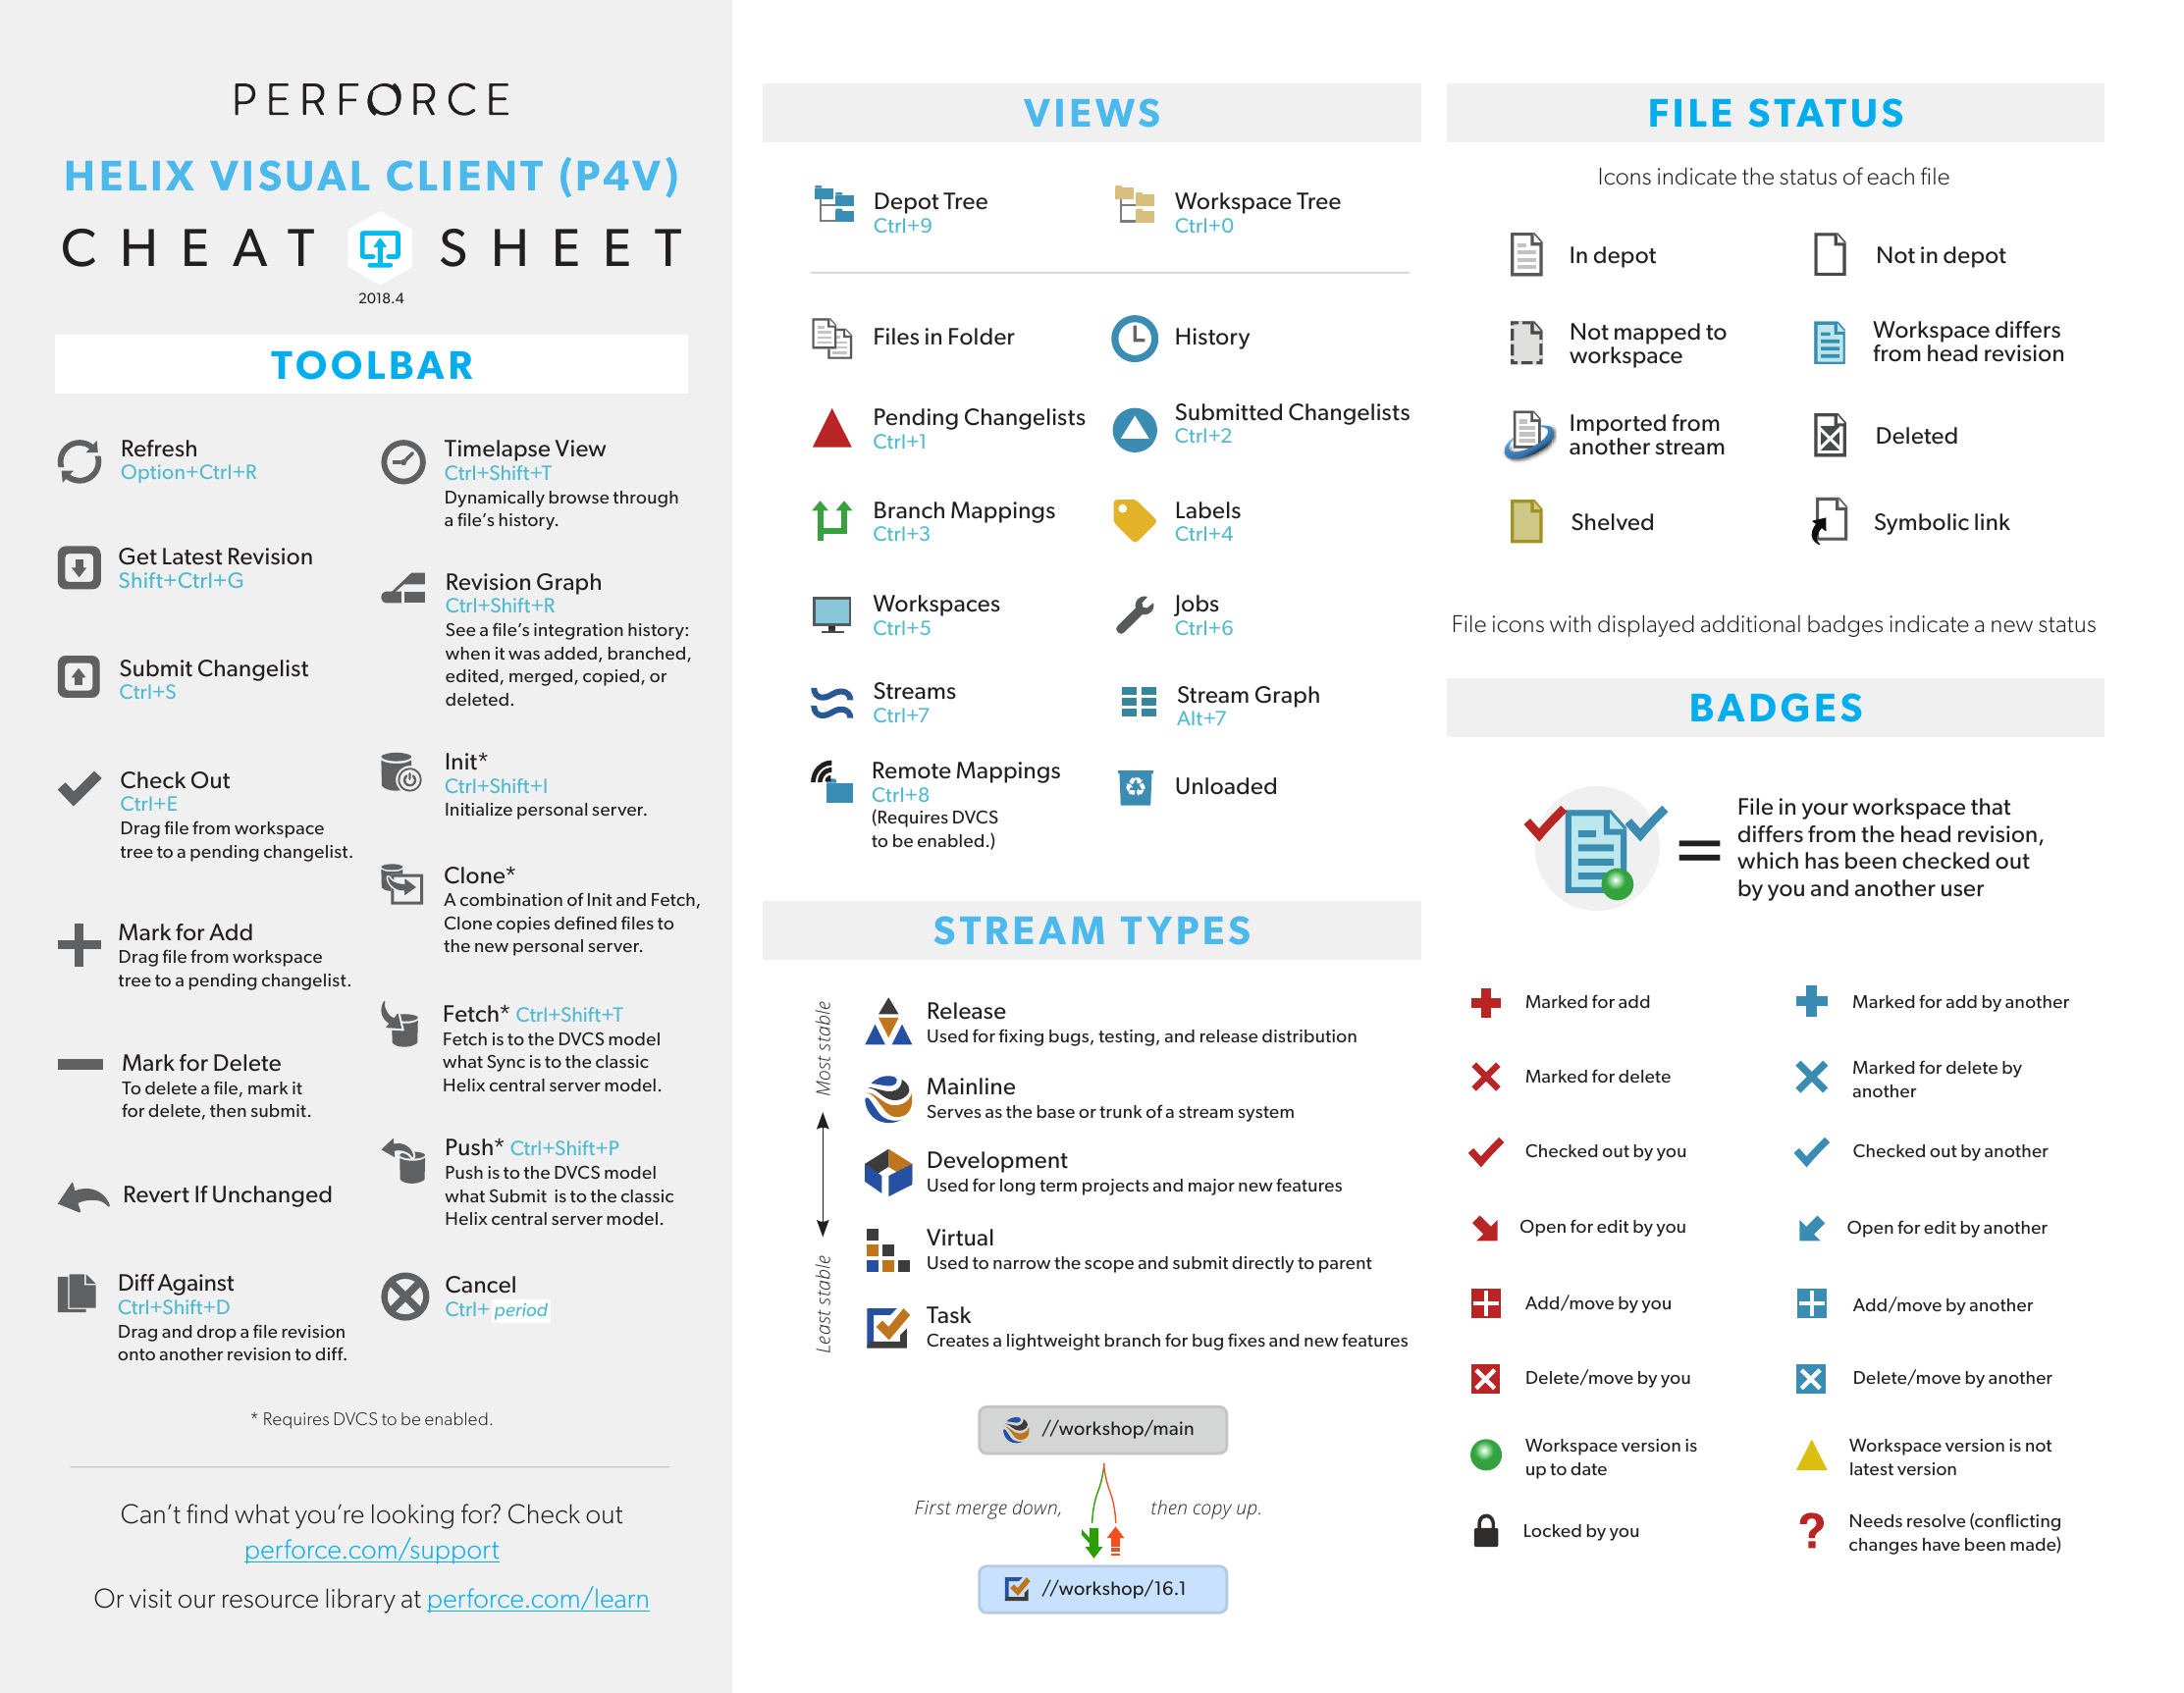 PERFORCE
HELIX VISUAL CLIENT (P4V)
CHEAT SHEET
2018.4
TOOLBAR
Refresh
Option+Ctrl+R
Get Latest Revision
Shift+Ctrl+G
Submit Changelist
Ctrl+S
Check Out
Ctrl+E
Drag file from workspace
tree to a pending changelist.
Mark for Add
Drag file from workspace
tree to a pending changelist.
Mark for Delete
To delete a file, mark it
for delete, then submit.
Revert If Unchanged
Diff Against
Ctrl+Shift+D
Drag and drop a file revision
onto another revision to diff.
Timelapse View
Ctrl+Shift+T
Dynamically browse through
a file’s history.
Revision Graph
Ctrl+Shift+R
See a file’s integration history:
when it was added, branched,
edited, merged, copied, or
deleted.
Init*
Ctrl+Shift+I
Initialize personal server.
Clone*
A combination of Init and Fetch,
Clone copies defined files to
the new personal server.
Fetch* Ctrl+Shift+T
Fetch is to the DVCS model
what Sync is to the classic
Helix central server model.
Push* Ctrl+Shift+P
Push is to the DVCS model
what Submit is to the classic
Helix central server model.
Cancel
Ctrl+ period
* Requires DVCS to be enabled.
Can’t find what you’re looking for? Check out
perforce.com/support
Or visit our resource library at perforce.com/learn
VIEWS
Depot Tree
Ctrl+9
Workspace Tree
Ctrl+0
Files in Folder
History
Pending Changelists
Ctrl+1
Submitted Changelists
Ctrl+2
Branch Mappings
Ctrl+3
Labels
Ctrl+4
Workspaces
Ctrl+5
Jobs
Ctrl+6
Streams
Ctrl+7
Stream Graph
Alt+7
Remote Mappings
Ctrl+8
(Requires DVCS
to be enabled.)
Unloaded
STREAM TYPES
Most stable
Least stable
Release
Used for fixing bugs, testing, and release distribution
Mainline
Serves as the base or trunk of a stream system
Development
Used for long term projects and major new features
Virtual
Used to narrow the scope and submit directly to parent
Task
Creates a lightweight branch for bug fixes and new features
//workshop/main
First merge down, then copy up.
//workshop/16.1
FILE STATUS
Icons indicate the status of each file
In depot
Not in depot
Not mapped to
workspace
Workspace differs
from head revision
Imported from
another stream
Deleted
Shelved
Symbolic link
File icons with displayed additional badges indicate a new status
BADGES
File in your workspace that
differs from the head revision,
which has been checked out
by you and another user
Marked for add
Marked for add by another
Marked for delete
Marked for delete by
another
Checked out by you
Checked out by another
Open for edit by you
Open for edit by another
Add/move by you
Add/move by another
Delete/move by you
Delete/move by another
Workspace version is
up to date
Workspace version is not
latest version
Locked by you
Needs resolve (conflicting
changes have been made)